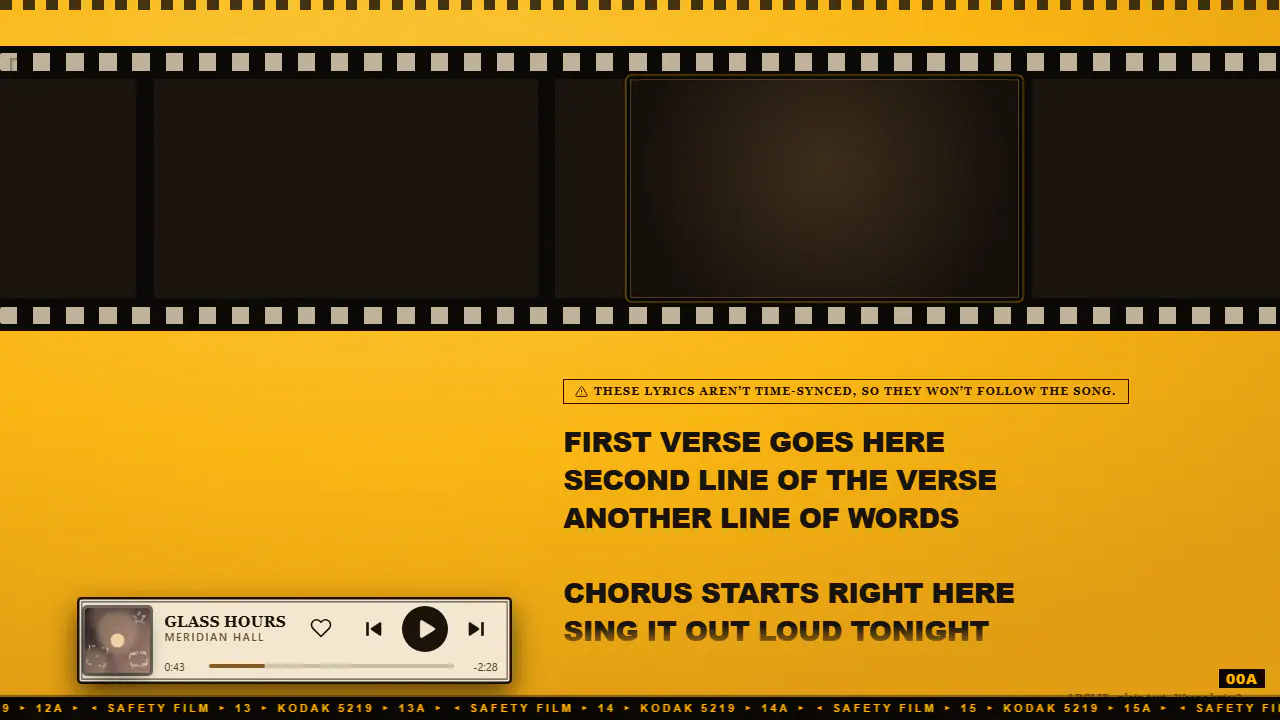 THESE LYRICS AREN'T TIME-SYNCED, SO THEY WON'T FOLLOW THE SONG.
FIRST VERSE GOES HERE
SECOND LINE OF THE VERSE
ANOTHER LINE OF WORDS
CHORUS STARTS RIGHT HERE
SING IT OUT LOUD TONIGHT
GLASS HOURS
MERIDIAN HALL
0:43
-2:28
00A
9 ▸ 12A ▸ ◂ SAFETY FILM ▸ 13 ▸ KODAK 5219 ▸ 13A ▸ ◂ SAFETY FILM ▸ 14 ▸ KODAK 5219 ▸ 14A ▸ ◂ SAFETY FILM ▸ 15 ▸ KODAK 5219 ▸ 15A ▸ ◂ SAFETY FI